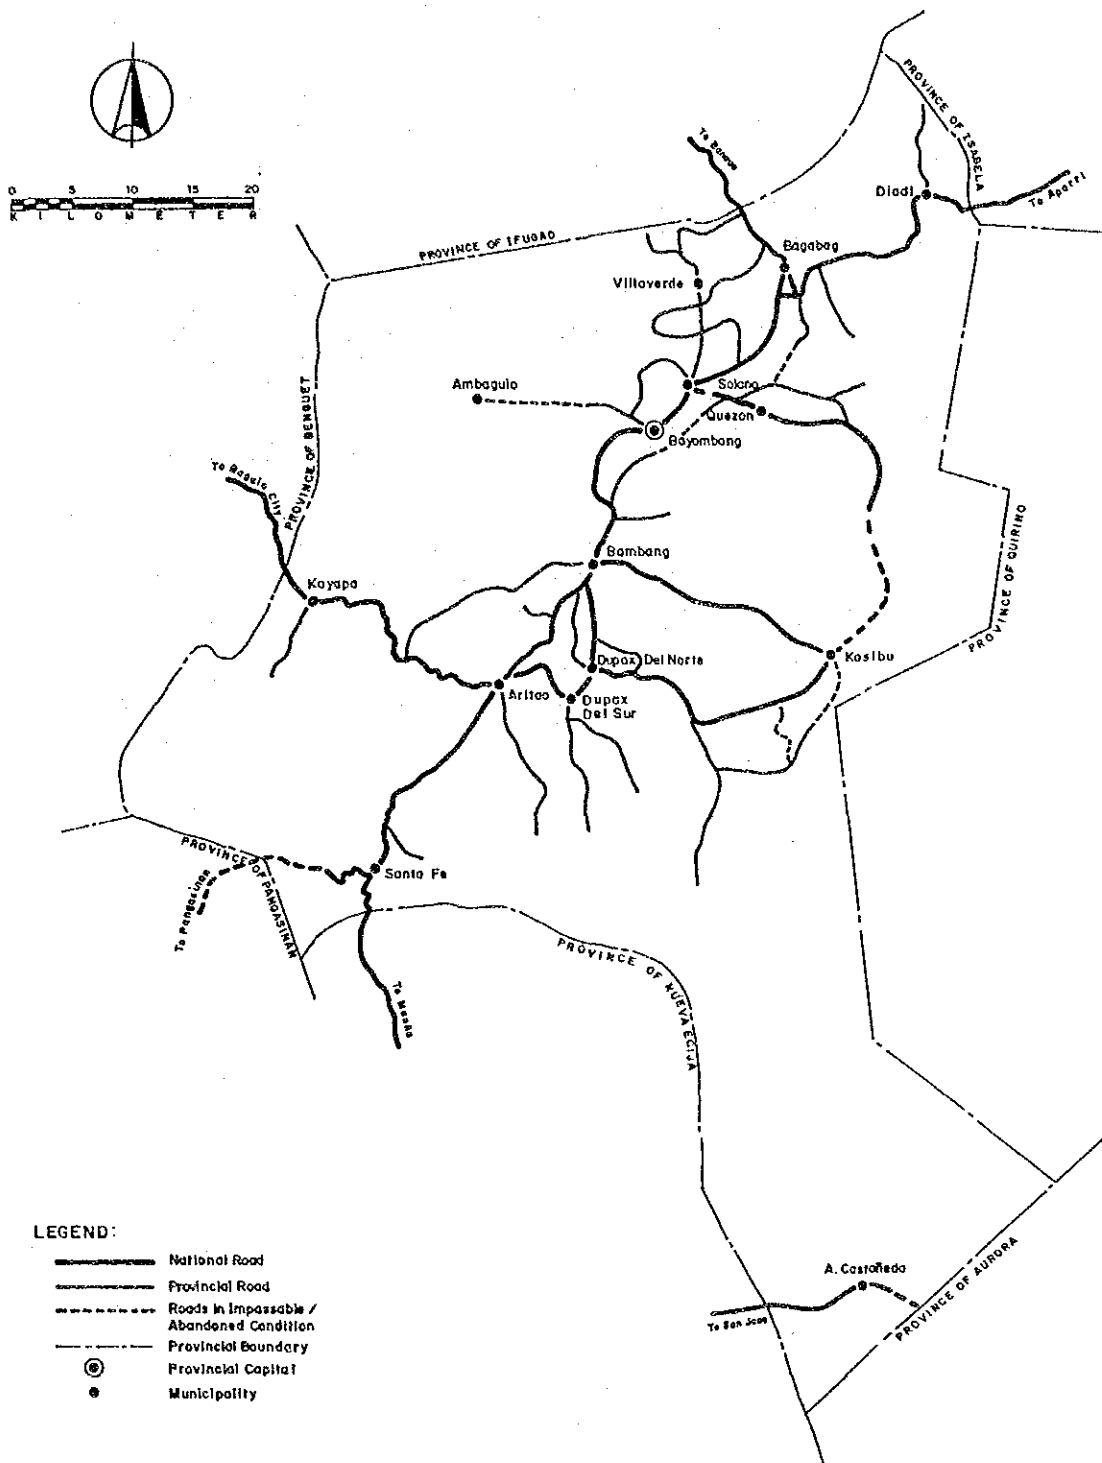 0 5 10 15 20
KILOMETER
PROVINCE OF ISABELA
To Banaue
Diadi
To Aparri
PROVINCE OF IFUGAO
Bagabag
Villaverde
Ambagulo
Solano
Quezon
Bayombong
PROVINCE OF BENGUET
To Baguio City
PROVINCE OF QUIRINO
Bambang
Kayapa
Kasibu
Dupax Del Norte
Aritao
Dupax
Del Sur
PROVINCE OF PANGASINAN
Santa Fe
To Pangasinan
PROVINCE OF NUEVA ECIJA
To Manila
LEGEND:
National Road
Provincial Road
Roads in Impassable /
Abandoned Condition
Provincial Boundary
Provincial Capital
Municipality
A. Castañeda
To San Jose
PROVINCE OF AURORA